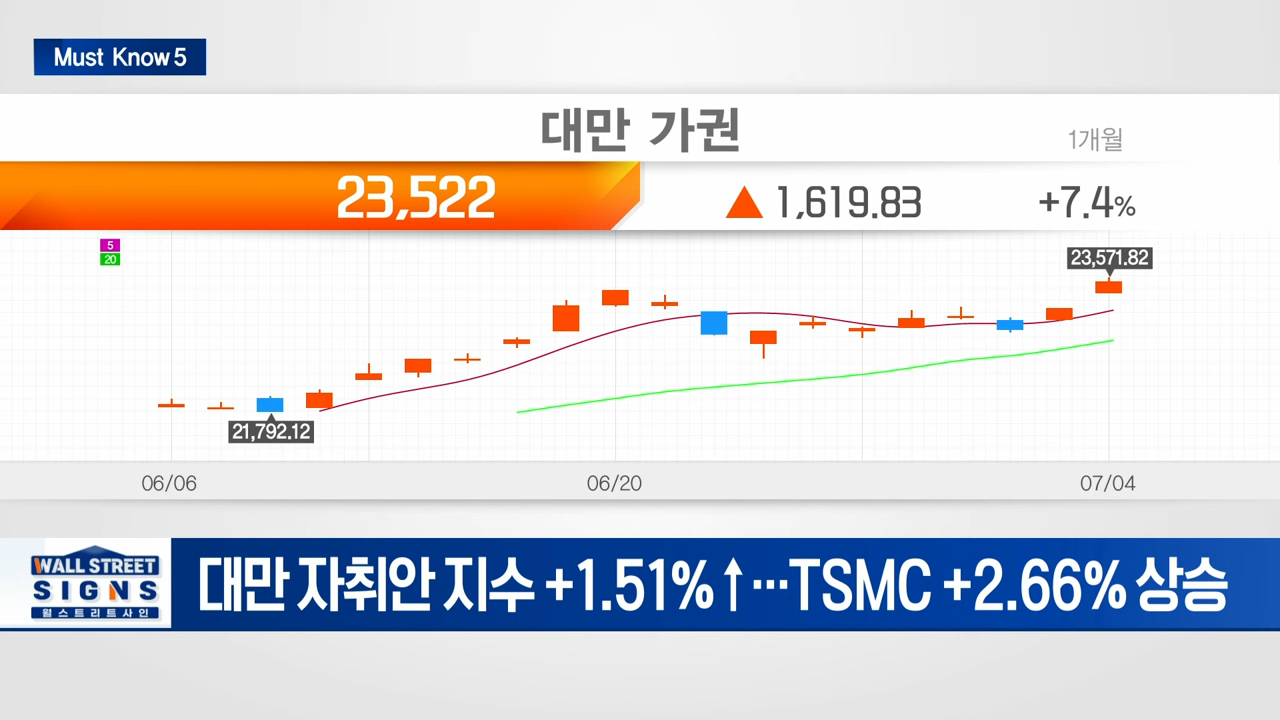 Must Know 5
대만 가권
1개월
23,522
▲ 1,619.83
+7.4%
5
20
23,571.82
21,792.12
06/06
06/20
07/04
WALL STREET
SIGNS
월스트리트사인
대만 자취안 지수 +1.51%↑···TSMC +2.66% 상승